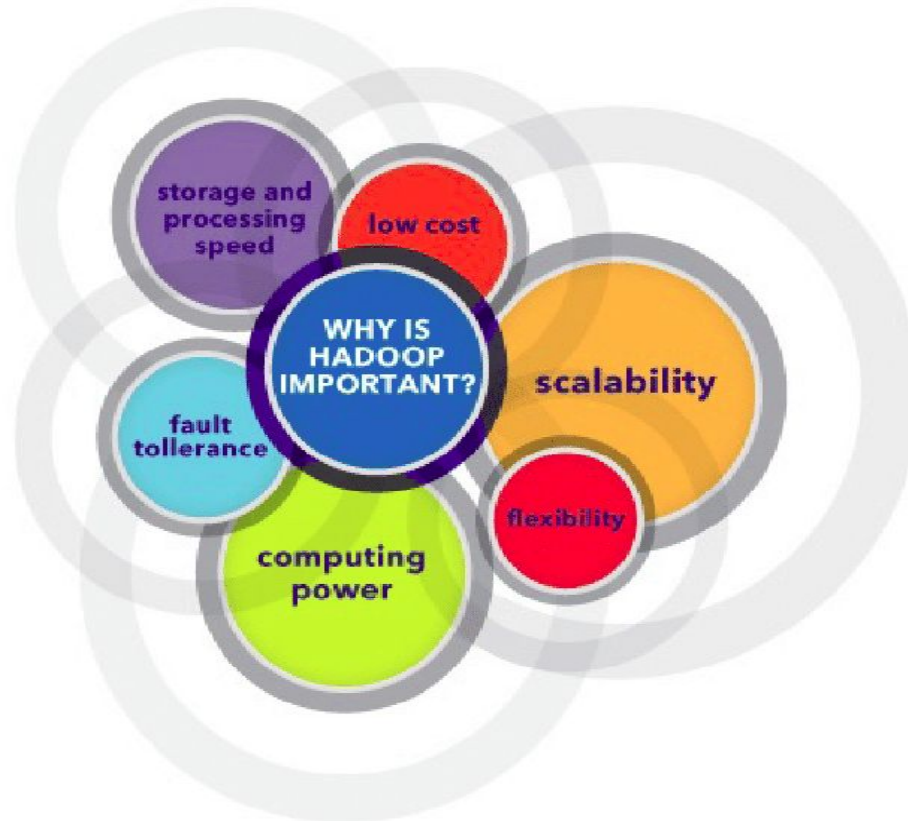 storage and
processing
speed
low cost
WHY IS
HADOOP
IMPORTANT?
scalability
fault
tollerance
flexibility
computing
power